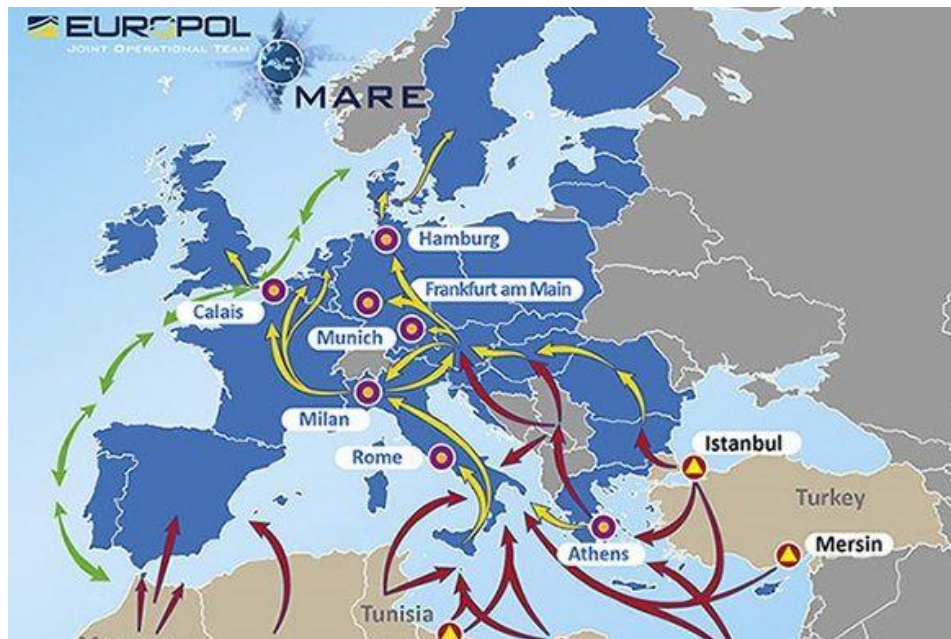 EUROPOL
JOINT OPERATIONAL TEAM
MARE
Hamburg
Frankfurt am Main
Calais
Munich
Milan
Rome
Istanbul
Turkey
Athens
Mersin
Tunisia